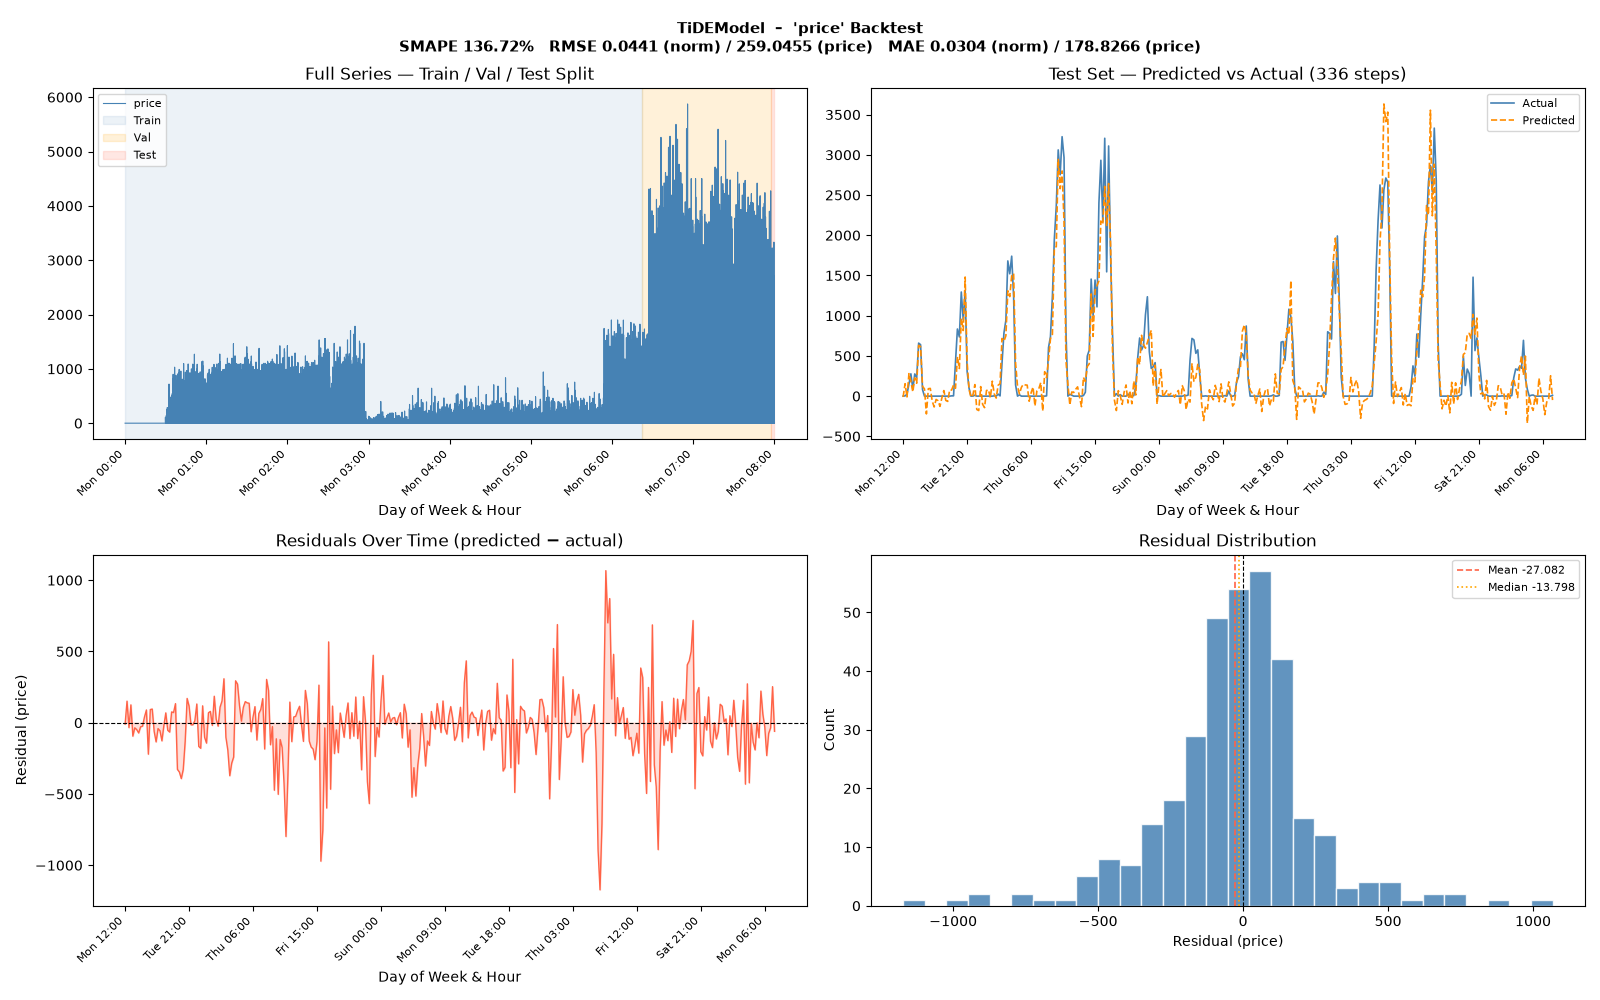 TiDEModel – 'price' Backtest
SMAPE 136.72% RMSE 0.0441 (norm) / 259.0455 (price) MAE 0.0304 (norm) / 178.8266 (price)
Full Series — Train / Val / Test Split
6000
5000
4000
3000
2000
1000
0
price
Train
Val
Test
Mon 00:00
Mon 01:00
Mon 02:00
Mon 03:00
Mon 04:00
Mon 05:00
Mon 06:00
Mon 07:00
Mon 08:00
Day of Week & Hour
Test Set — Predicted vs Actual (336 steps)
3500
3000
2500
2000
1500
1000
500
0
−500
Actual
Predicted
Mon 12:00
Tue 21:00
Thu 06:00
Fri 15:00
Sun 00:00
Mon 09:00
Tue 18:00
Thu 03:00
Fri 12:00
Sat 21:00
Mon 06:00
Day of Week & Hour
Residuals Over Time (predicted − actual)
Residual (price)
1000
500
0
−500
−1000
Mon 12:00
Tue 21:00
Thu 06:00
Fri 15:00
Sun 00:00
Mon 09:00
Tue 18:00
Thu 03:00
Fri 12:00
Sat 21:00
Mon 06:00
Day of Week & Hour
Residual Distribution
Count
50
40
30
20
10
0
Mean -27.082
Median -13.798
−1000
−500
0
500
1000
Residual (price)